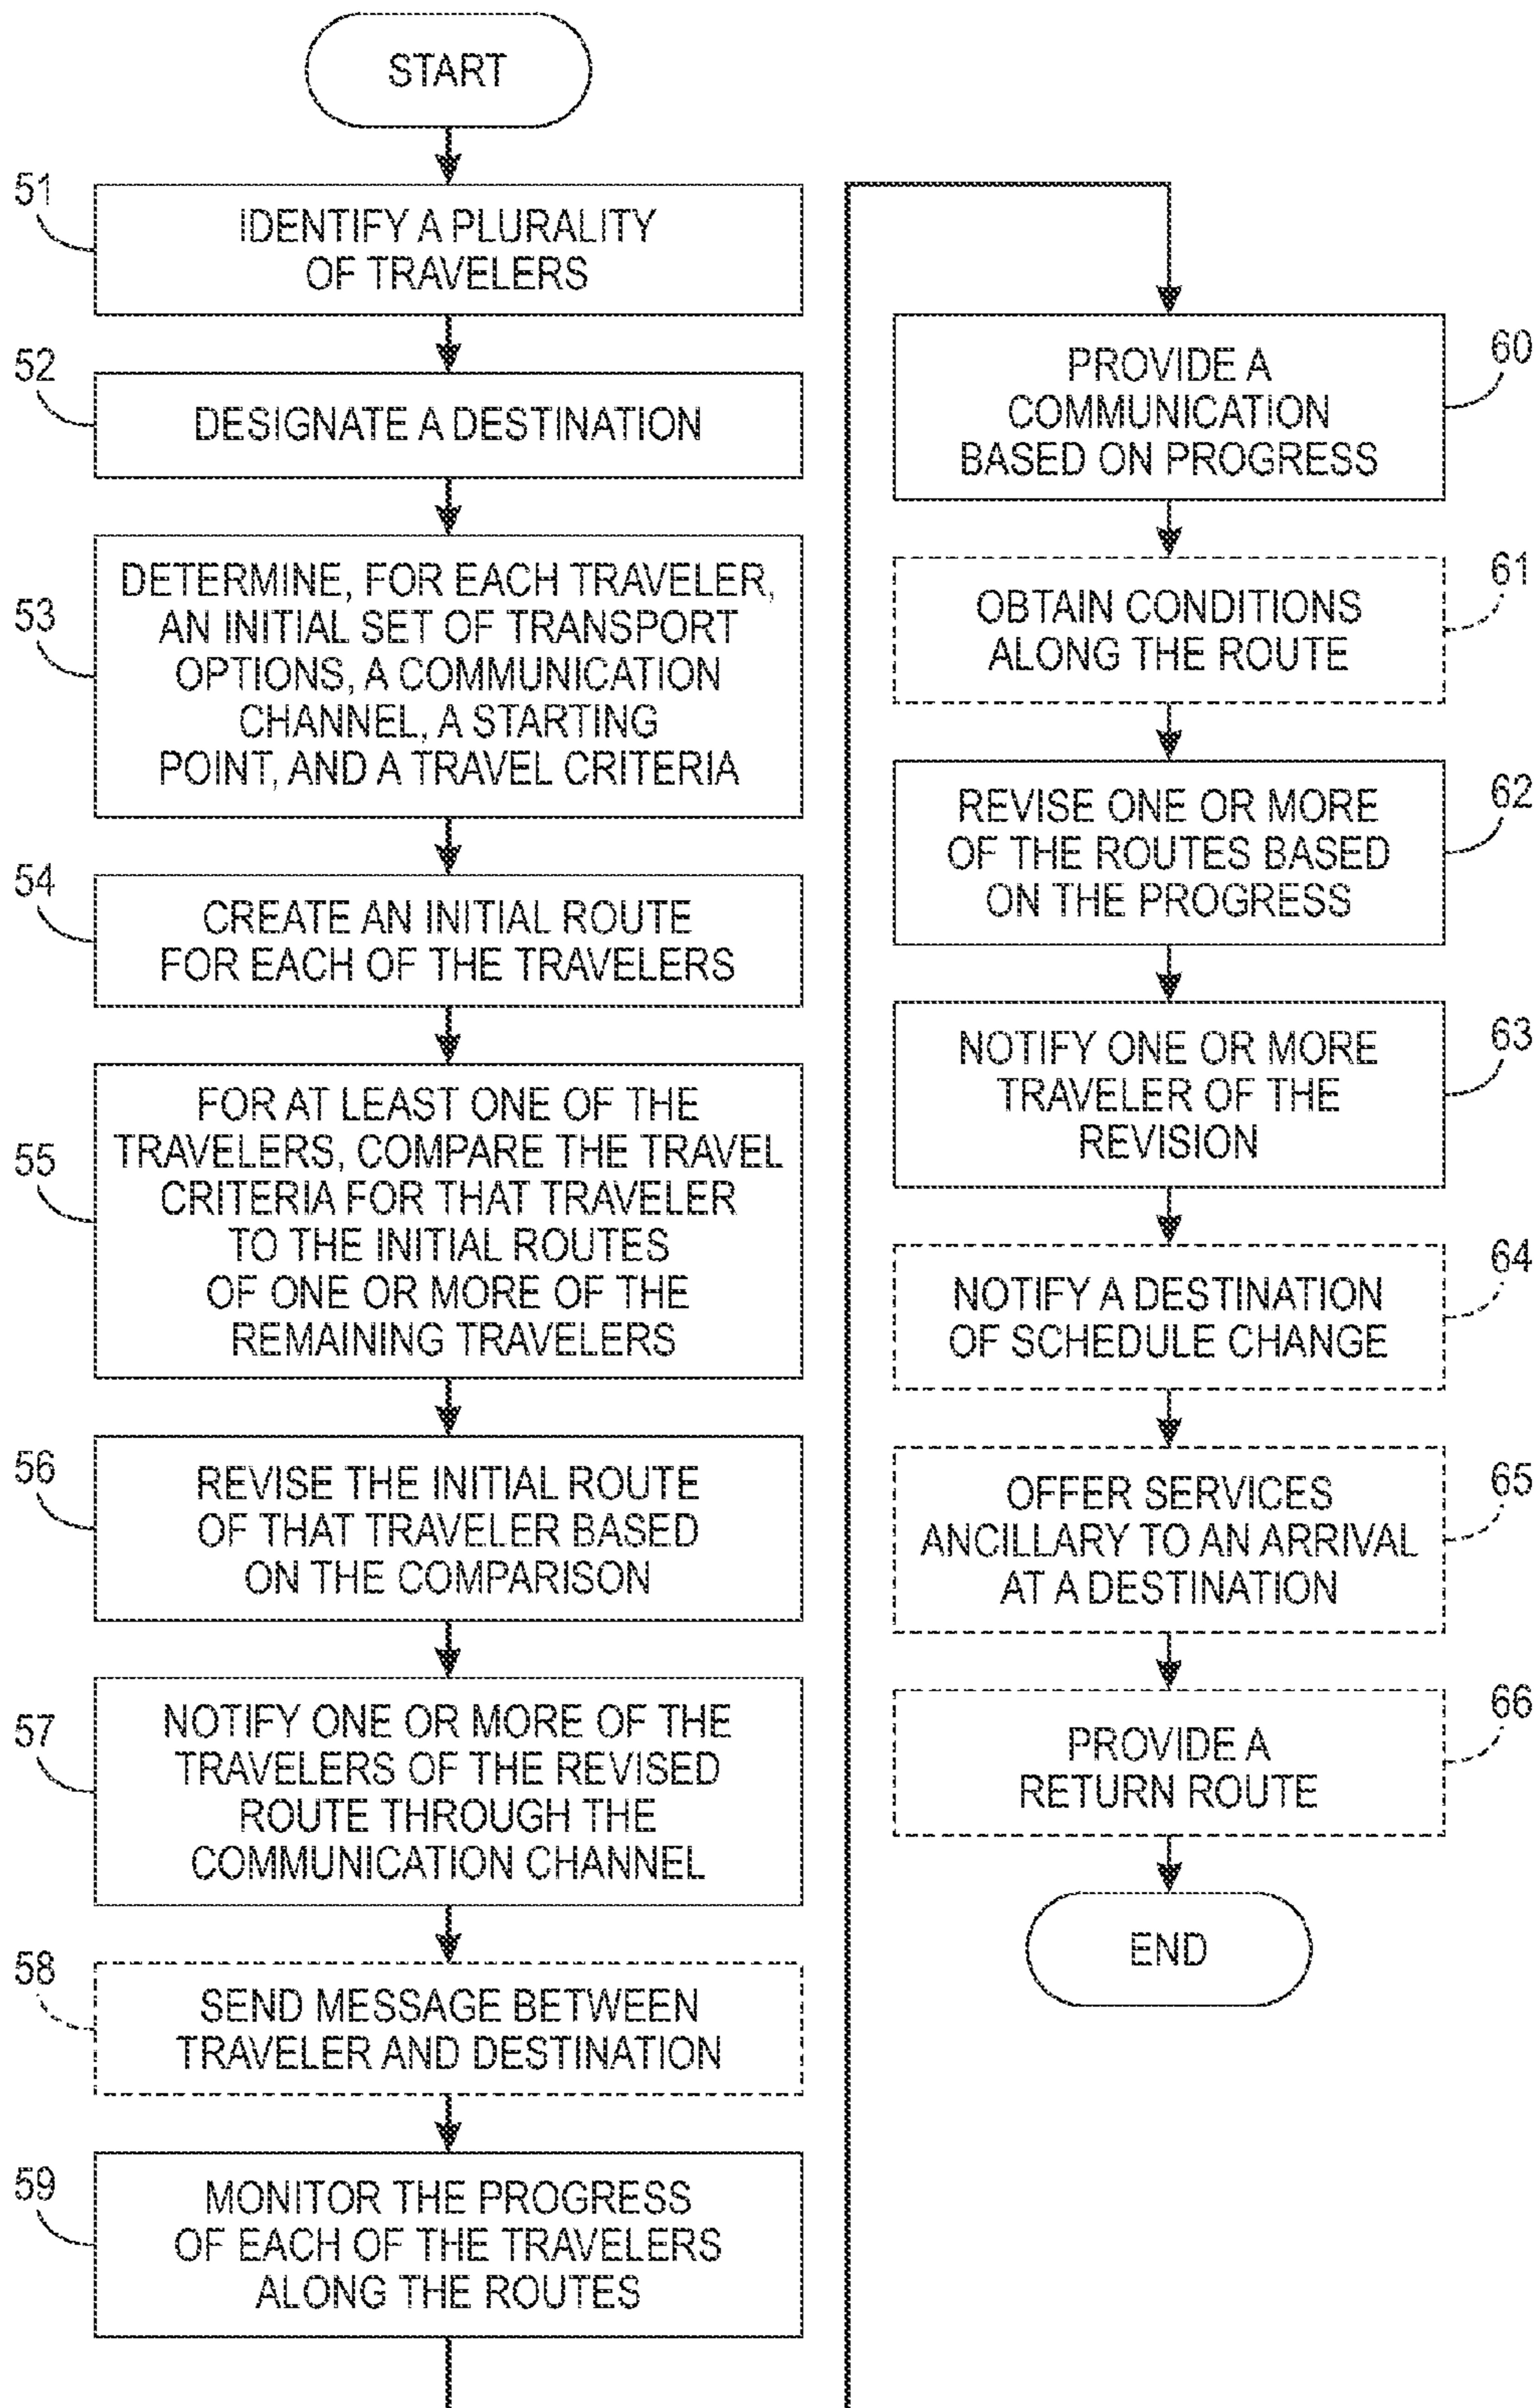 START
51
IDENTIFY A PLURALITY
OF TRAVELERS
52
DESIGNATE A DESTINATION
53
DETERMINE, FOR EACH TRAVELER,
AN INITIAL SET OF TRANSPORT
OPTIONS, A COMMUNICATION
CHANNEL, A STARTING
POINT, AND A TRAVEL CRITERIA
54
CREATE AN INITIAL ROUTE
FOR EACH OF THE TRAVELERS
55
FOR AT LEAST ONE OF THE
TRAVELERS, COMPARE THE TRAVEL
CRITERIA FOR THAT TRAVELER
TO THE INITIAL ROUTES
OF ONE OR MORE OF THE
REMAINING TRAVELERS
56
REVISE THE INITIAL ROUTE
OF THAT TRAVELER BASED
ON THE COMPARISON
57
NOTIFY ONE OR MORE OF THE
TRAVELERS OF THE REVISED
ROUTE THROUGH THE
COMMUNICATION CHANNEL
58
SEND MESSAGE BETWEEN
TRAVELER AND DESTINATION
59
MONITOR THE PROGRESS
OF EACH OF THE TRAVELERS
ALONG THE ROUTES
60
PROVIDE A
COMMUNICATION
BASED ON PROGRESS
61
OBTAIN CONDITIONS
ALONG THE ROUTE
62
REVISE ONE OR MORE
OF THE ROUTES BASED
ON THE PROGRESS
63
NOTIFY ONE OR MORE
TRAVELER OF THE
REVISION
64
NOTIFY A DESTINATION
OF SCHEDULE CHANGE
65
OFFER SERVICES
ANCILLARY TO AN ARRIVAL
AT A DESTINATION
66
PROVIDE A
RETURN ROUTE
END